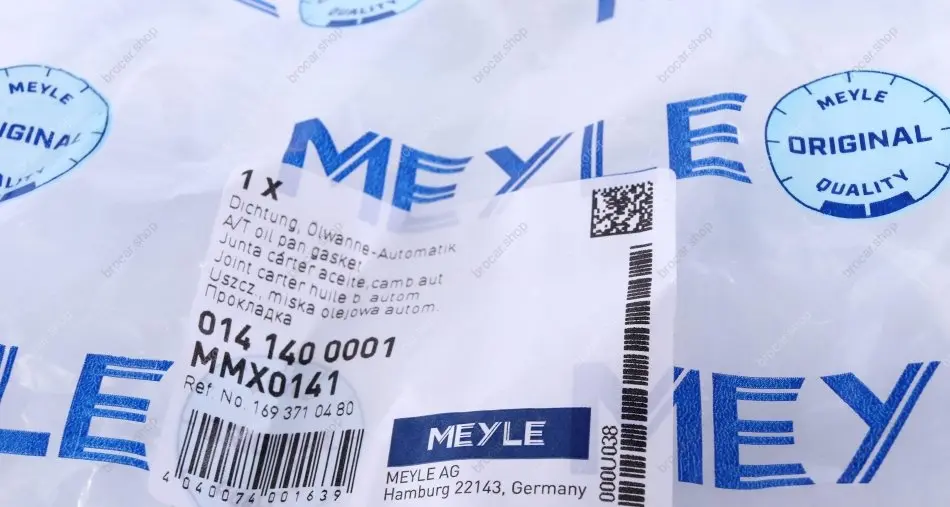 MEYLE
ORIGINAL
QUALITY
MEYLE
MEYLE
ORIGINAL
QUALITY
1 X
Dichtung, Ölwanne-Automatik
A/T oil pan gasket
Junta cárter aceite,camb.aut
Joint carter huile b. autom
Uszcz., miska olejowa autom.
Прокладка
014 140 0001
MMX0141
Ref. No. 169 371 04 80
4 040074 001639
MEYLE
MEYLE AG
Hamburg 22143, Germany
000U038
LE
MEY
brocar.shop